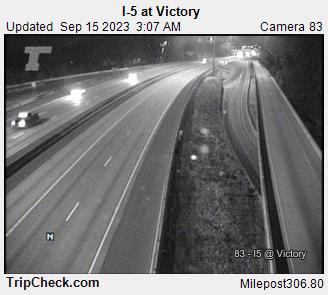 I-5 at Victory
Updated Sep 15 2023 3:07 AM Camera 83
T
N
83 - I5 @ Victory
TripCheck.com Milepost306.80